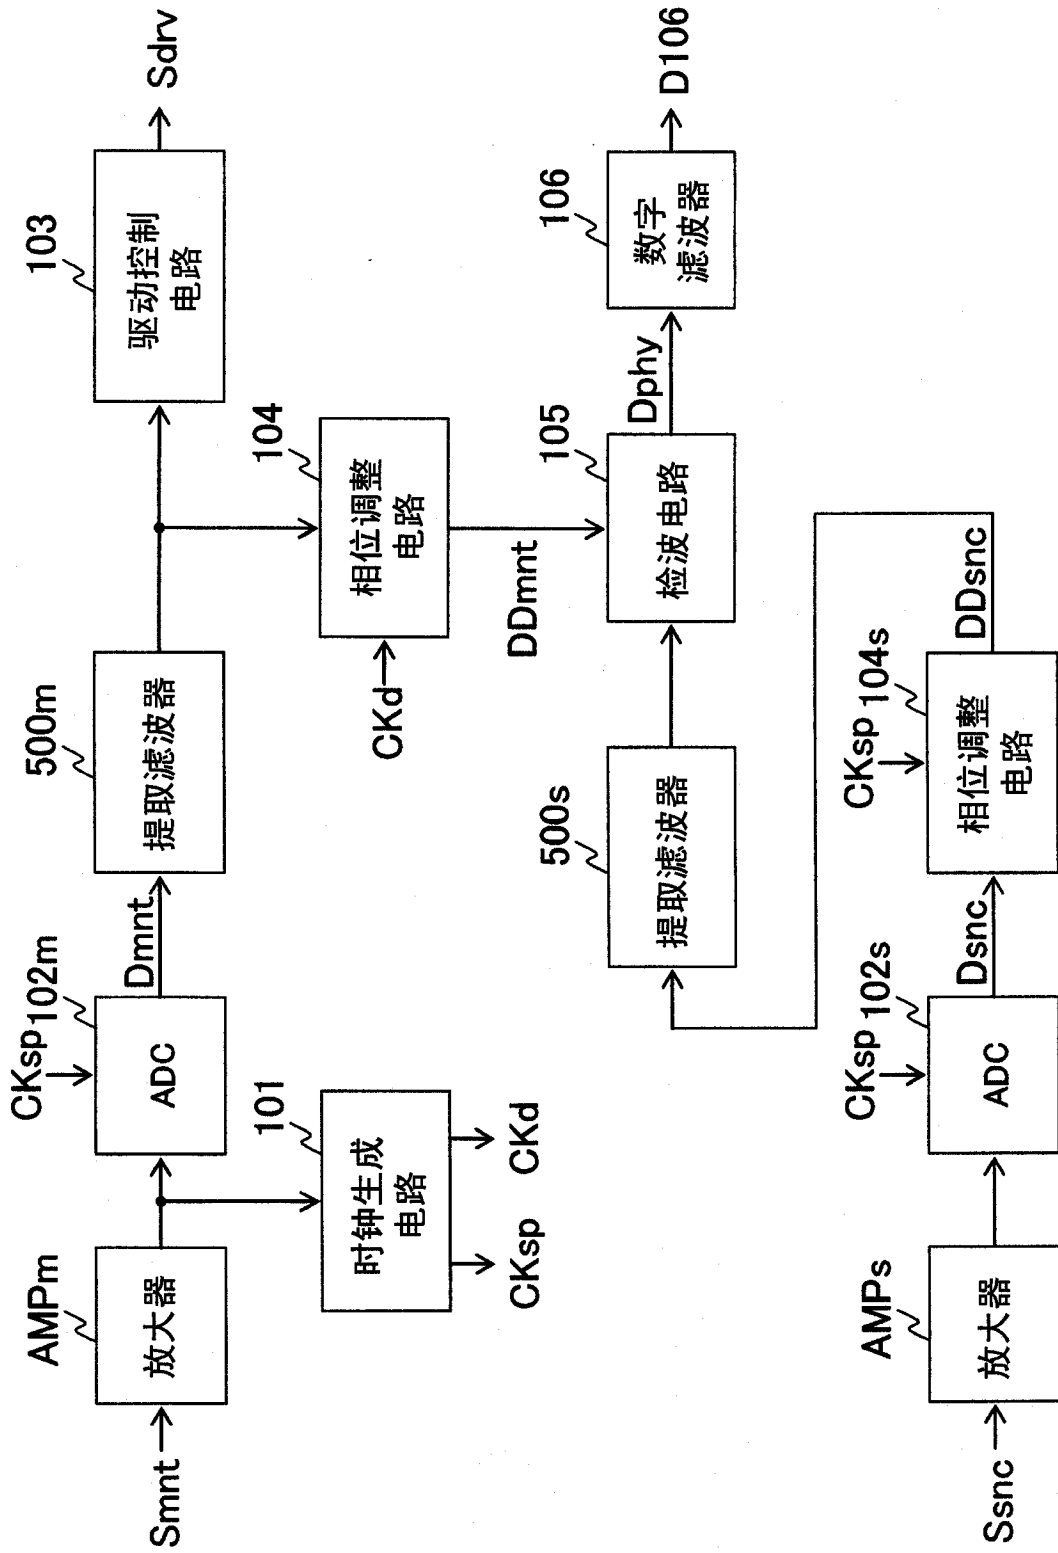 Smnt
AMPm
放大器
CKsp
102m
ADC
Dmnt
500m
提取滤波器
103
驱动控制
电路
Sdrv
101
时钟生成
电路
CKsp
CKd
CKd
104
相位调整
电路
DDmnt
500s
提取滤波器
105
检波电路
Dphy
106
数字
滤波器
D106
Ssnc
AMPs
放大器
CKsp
102s
ADC
Dsnc
CKsp
104s
相位调整
电路
DDsnc